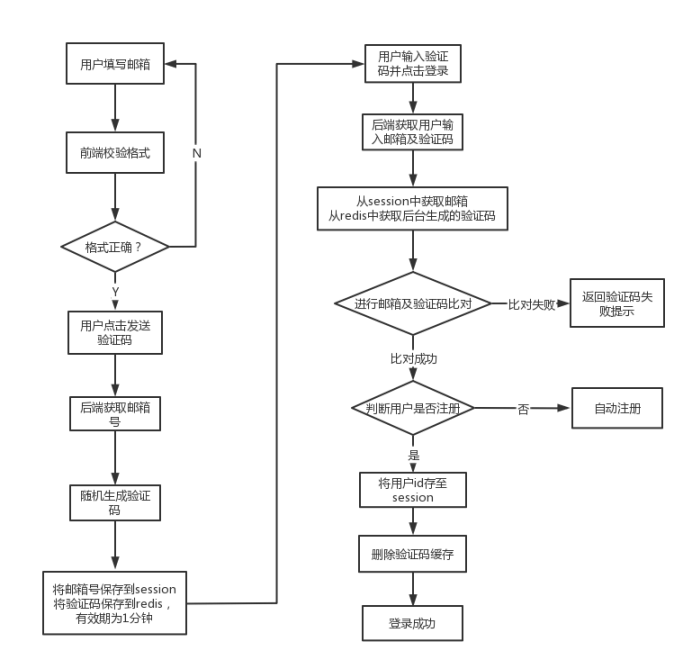 用户填写邮箱
前端校验格式
N
格式正确？
Y
用户点击发送
验证码
后端获取邮箱
号
随机生成验证
码
将邮箱号保存到session
将验证码保存到redis，
有效期为1分钟
用户输入验证
码并点击登录
后端获取用户输
入邮箱及验证码
从session中获取邮箱
从redis中获取后台生成的验证码
进行邮箱及验证码比对
比对失败
返回验证码失
败提示
比对成功
判断用户是否注册
否
自动注册
是
将用户id存至
session
删除验证码缓存
登录成功